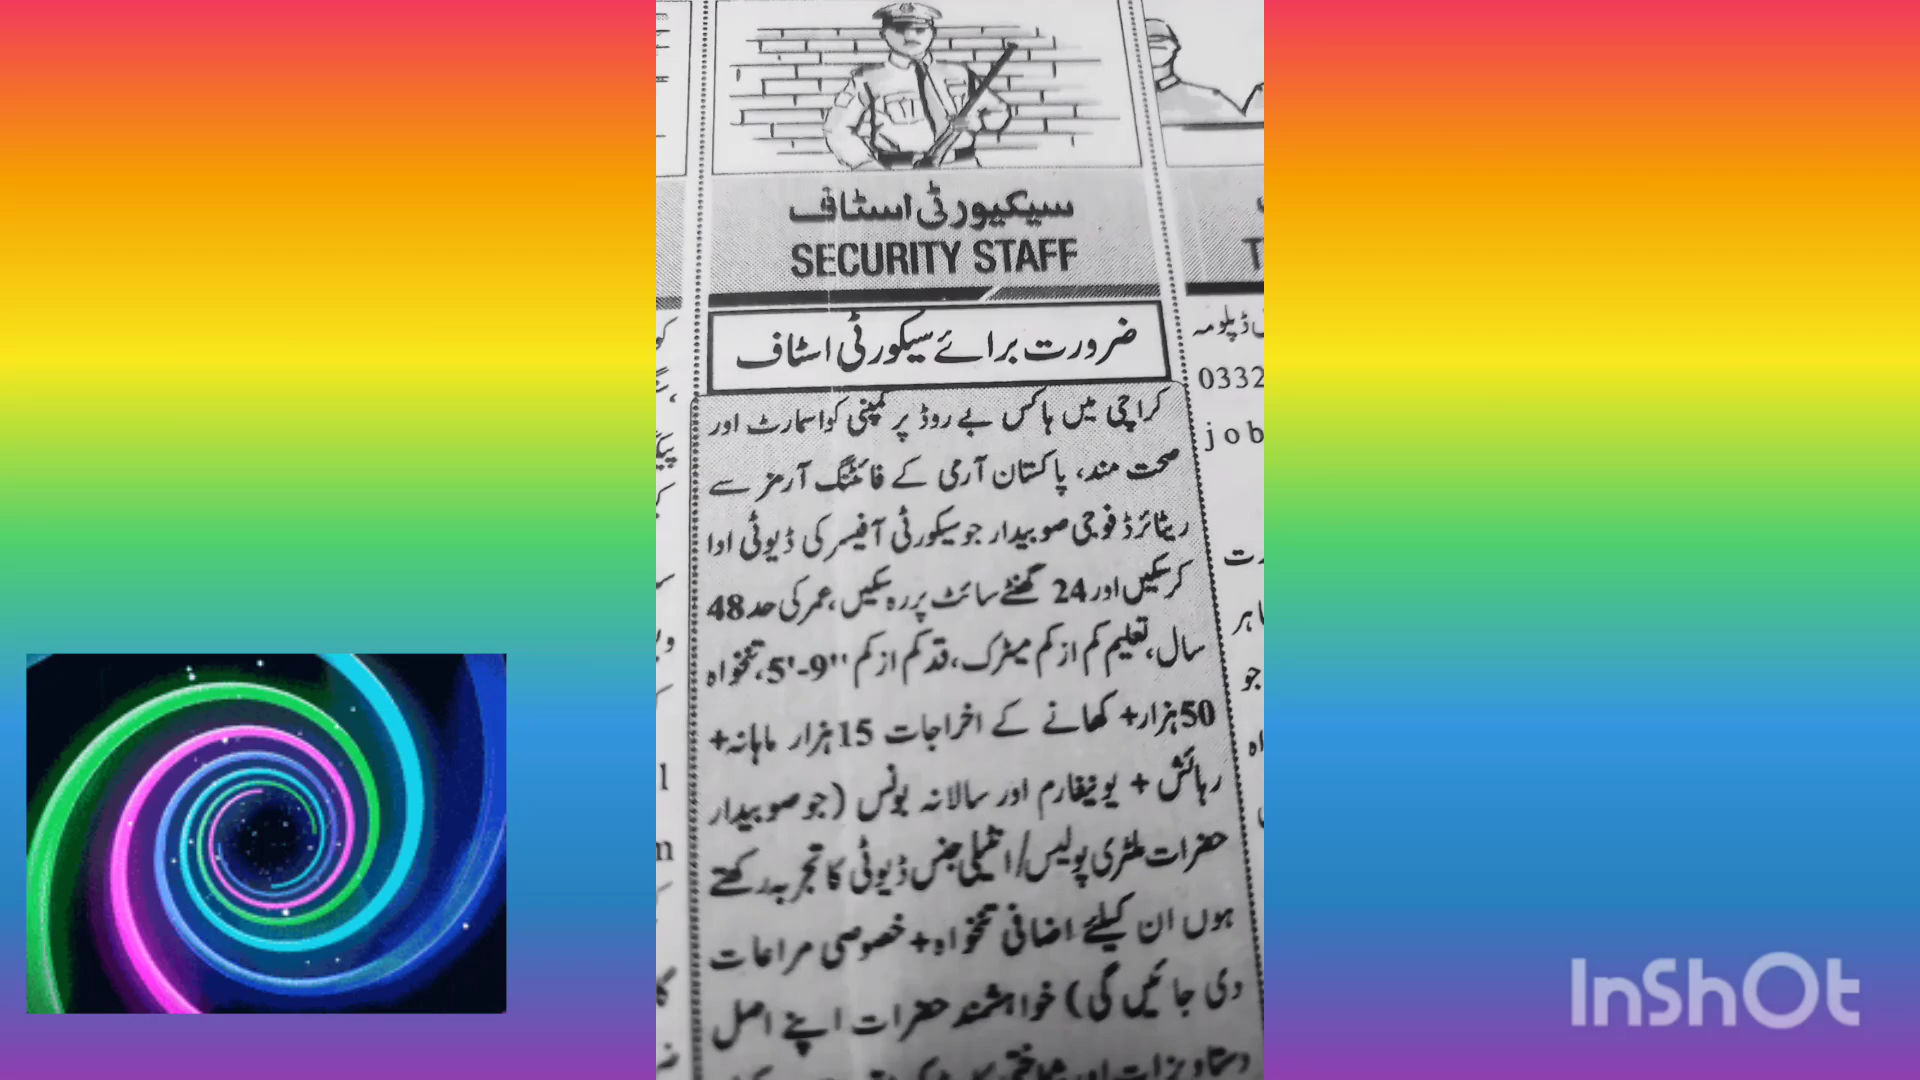 سیکیورٹی اسٹاف
SECURITY STAFF
ضرورت برائے سیکورٹی اسٹاف
کراچی میں ہاکس بے روڈ پر کمپنی کو اسمارٹ اور
صحت مند، پاکستان آرمی کے فائٹنگ آرمز سے
ریٹائرڈ فوجی صوبیدار جو سیکورٹی آفیسر کی ڈیوٹی ادا
کرسکیں اور 24 گھنٹے سائٹ پر رہ سکیں، عمر کی حد 48
سال، تعلیم کم از کم میٹرک، قد کم از کم "9-'5، تنخواہ
50 ہزار+ کھانے کے اخراجات 15 ہزار ماہانہ+
رہائش + یونیفارم اور سالانہ بونس (جو صوبیدار
حضرات ملٹری پولیس/انٹیلی جنس ڈیوٹی کا تجربہ رکھتے
ہوں ان کیلئے اضافی تنخواہ+ خصوصی مراعات
دی جائیں گی) خواہشمند حضرات اپنے اصل
دستاویزات اور
ڈپلومہ
0332
job
جو
InShOt